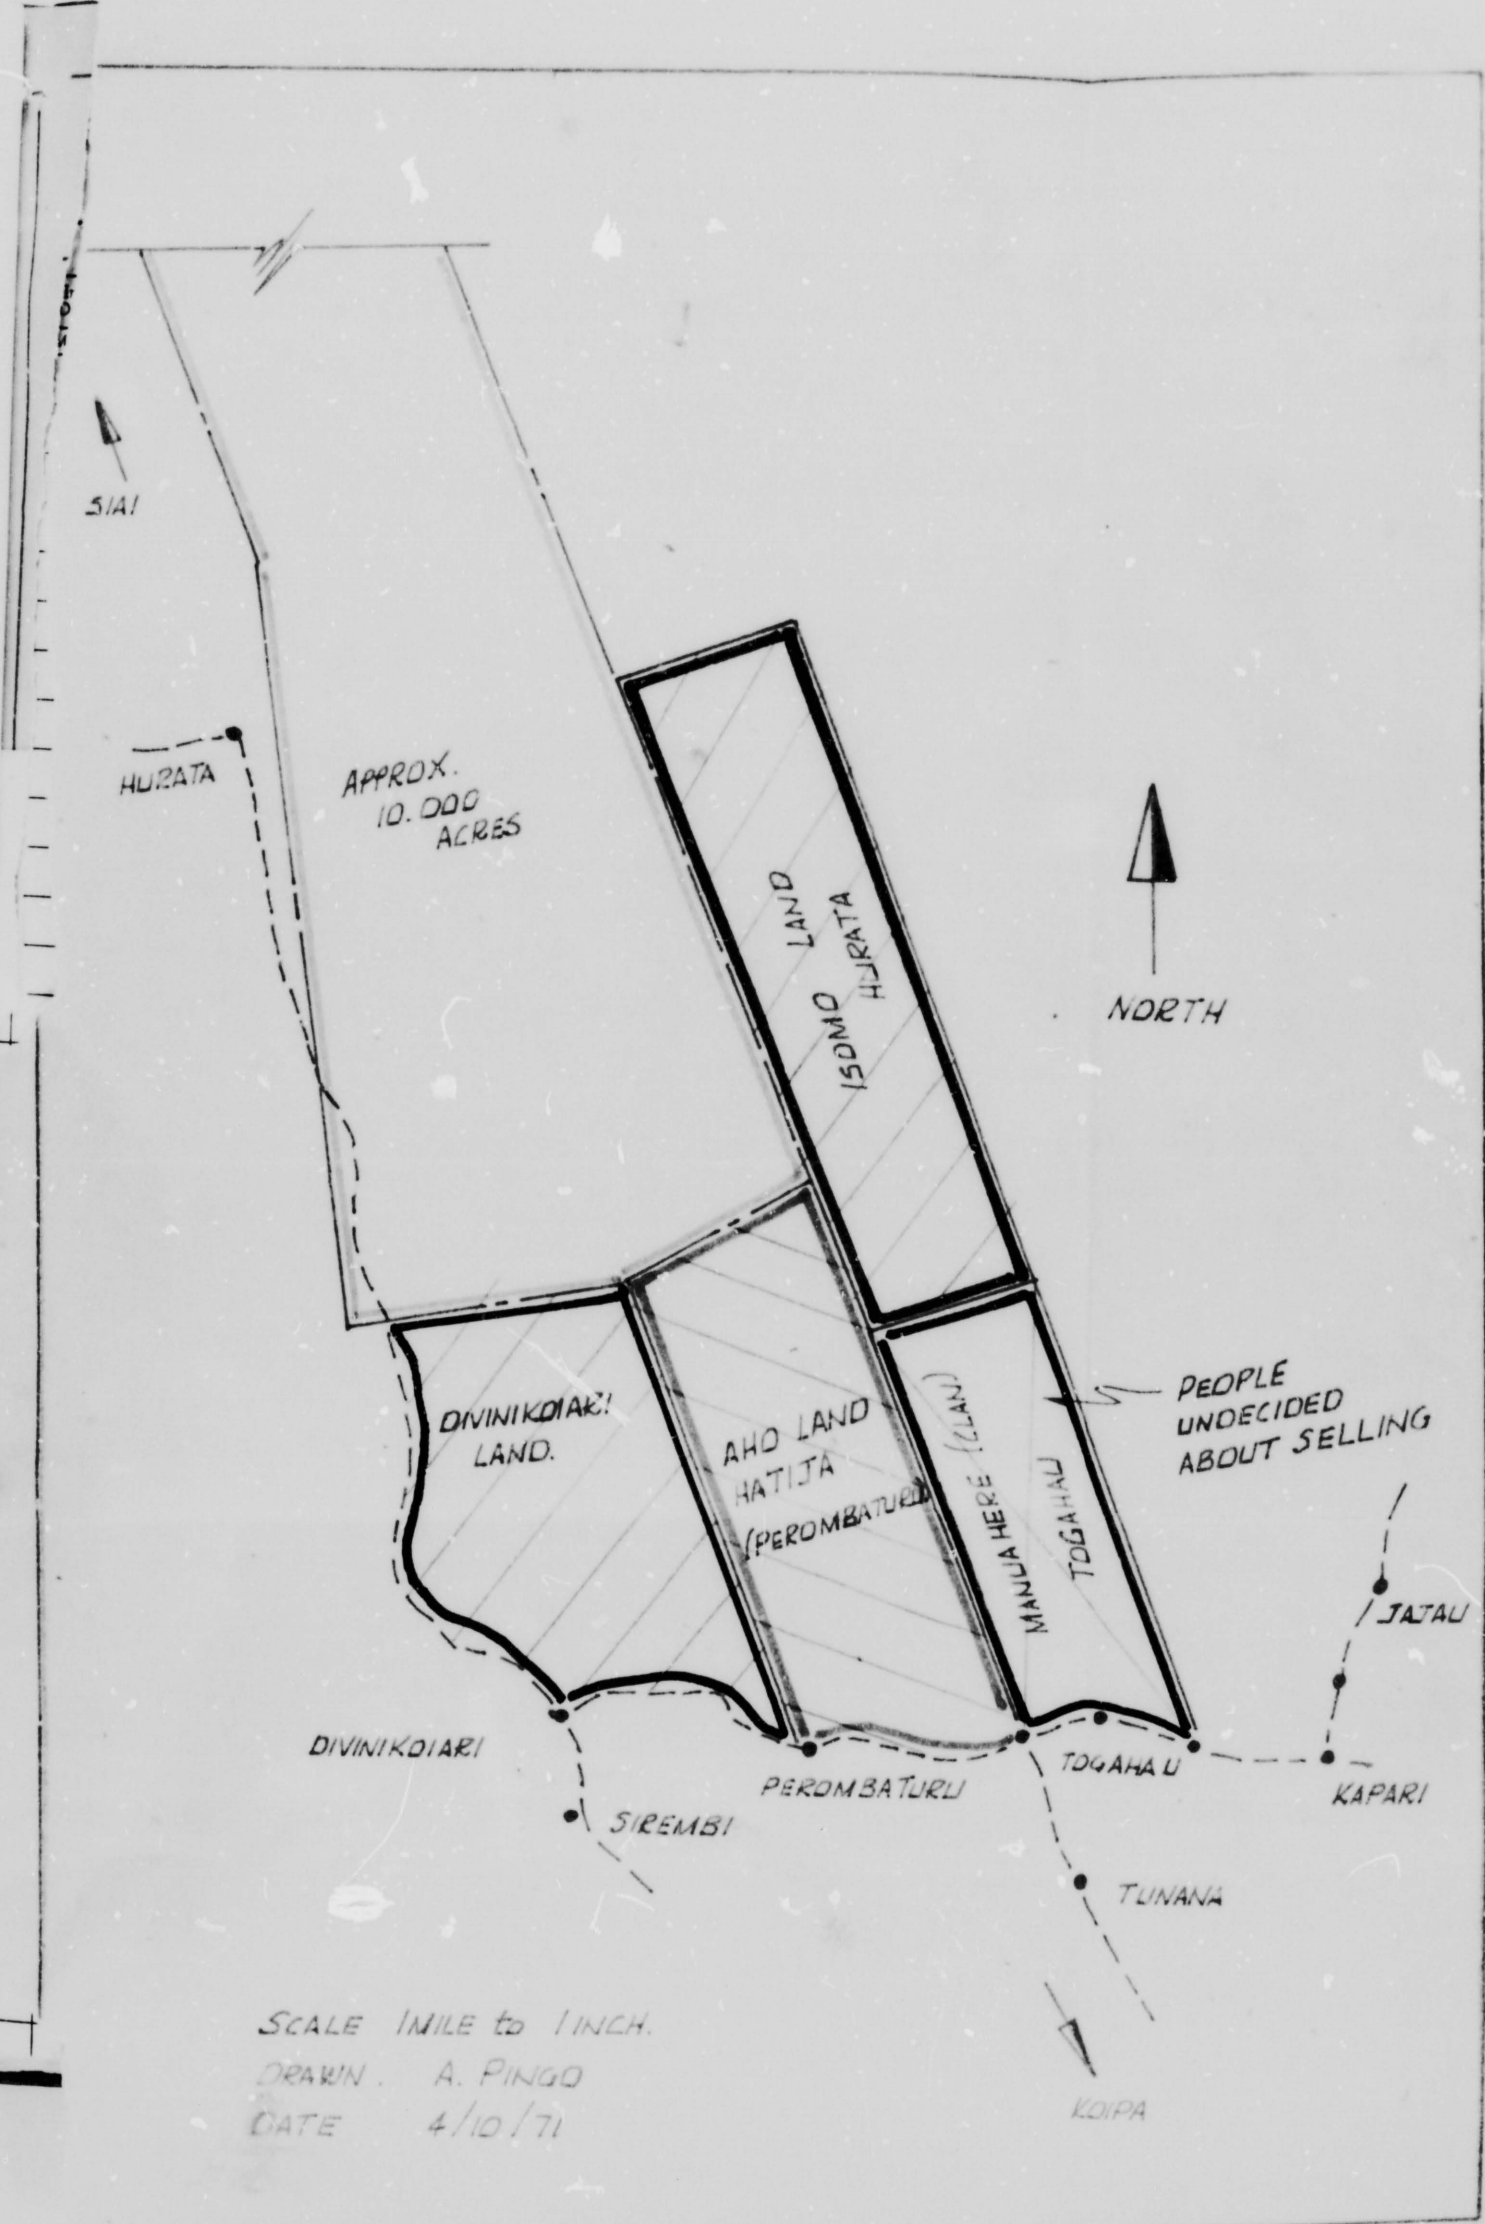 SIAI
HURATA
APPROX.
10.000
ACRES
LAND
ISOMO
HURATA
NORTH
DIVINIKOIARI
LAND.
AHO LAND
HATIJA
(PEROMBATURU)
MANUAHERE (CLAN)
TOGAHAU
PEOPLE
UNDECIDED
ABOUT SELLING
JAJAU
DIVINIKOIARI
SIREMBI
PEROMBATURU
TOGAHAU
KAPARI
TUNANA
KOIPA
SCALE 1MILE to 1INCH.
DRAWN. A. PINGO
DATE 4/10/71